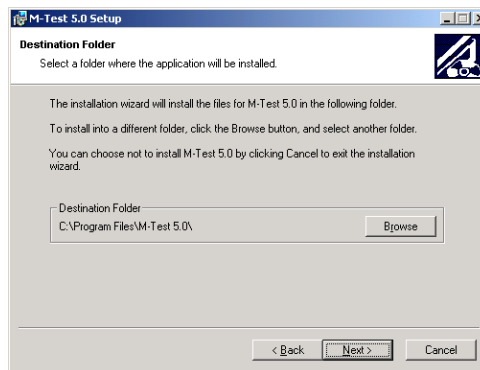 M-Test 5.0 Setup
Destination Folder
Select a folder where the application will be installed.
The installation wizard will install the files for M-Test 5.0 in the following folder.
To install into a different folder, click the Browse button, and select another folder.
You can choose not to install M-Test 5.0 by clicking Cancel to exit the installation
wizard.
Destination Folder
C:\Program Files\M-Test 5.0\
Browse
< Back
Next >
Cancel